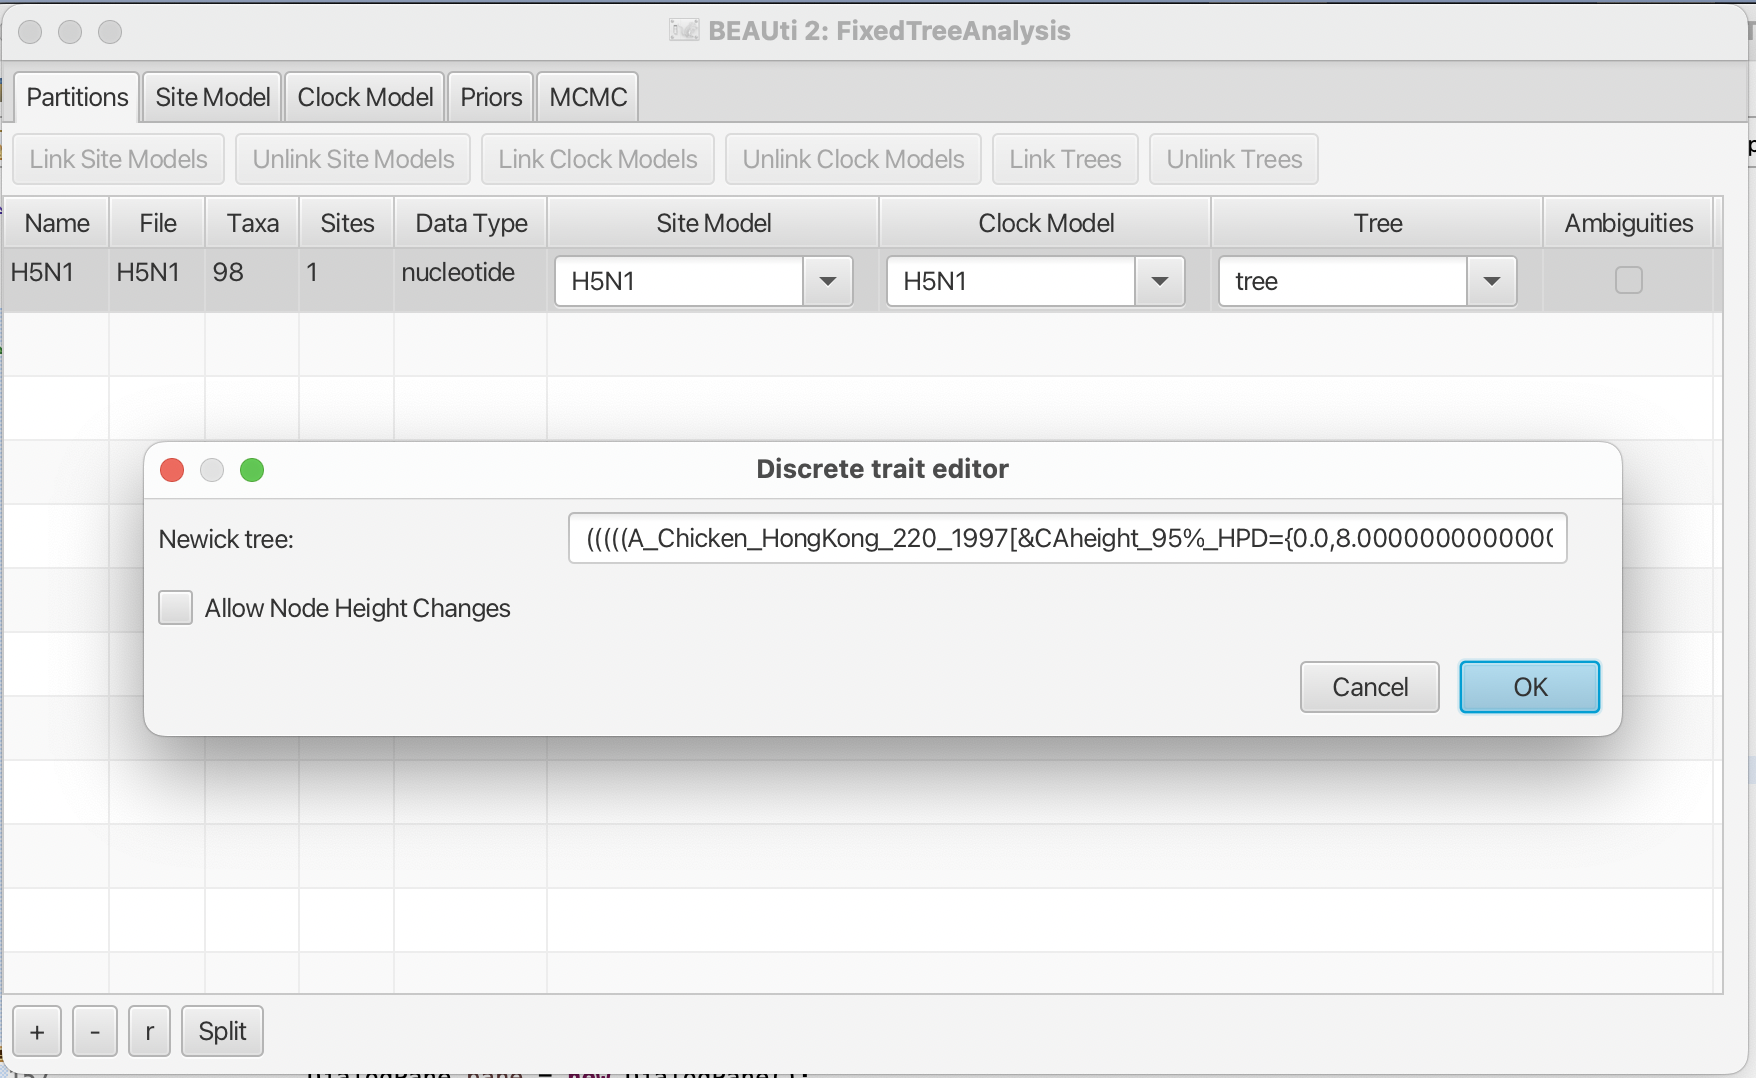 BEAUti 2: FixedTreeAnalysis
Partitions Site Model Clock Model Priors MCMC
Link Site Models Unlink Site Models Link Clock Models Unlink Clock Models Link Trees Unlink Trees
Name File Taxa Sites Data Type Site Model Clock Model Tree Ambiguities
H5N1 H5N1 98 1 nucleotide H5N1 H5N1 tree
Discrete trait editor
Newick tree: (((((A_Chicken_HongKong_220_1997[&CAheight_95%_HPD={0.0,8.0000000000000
Allow Node Height Changes
Cancel OK
+ - r Split